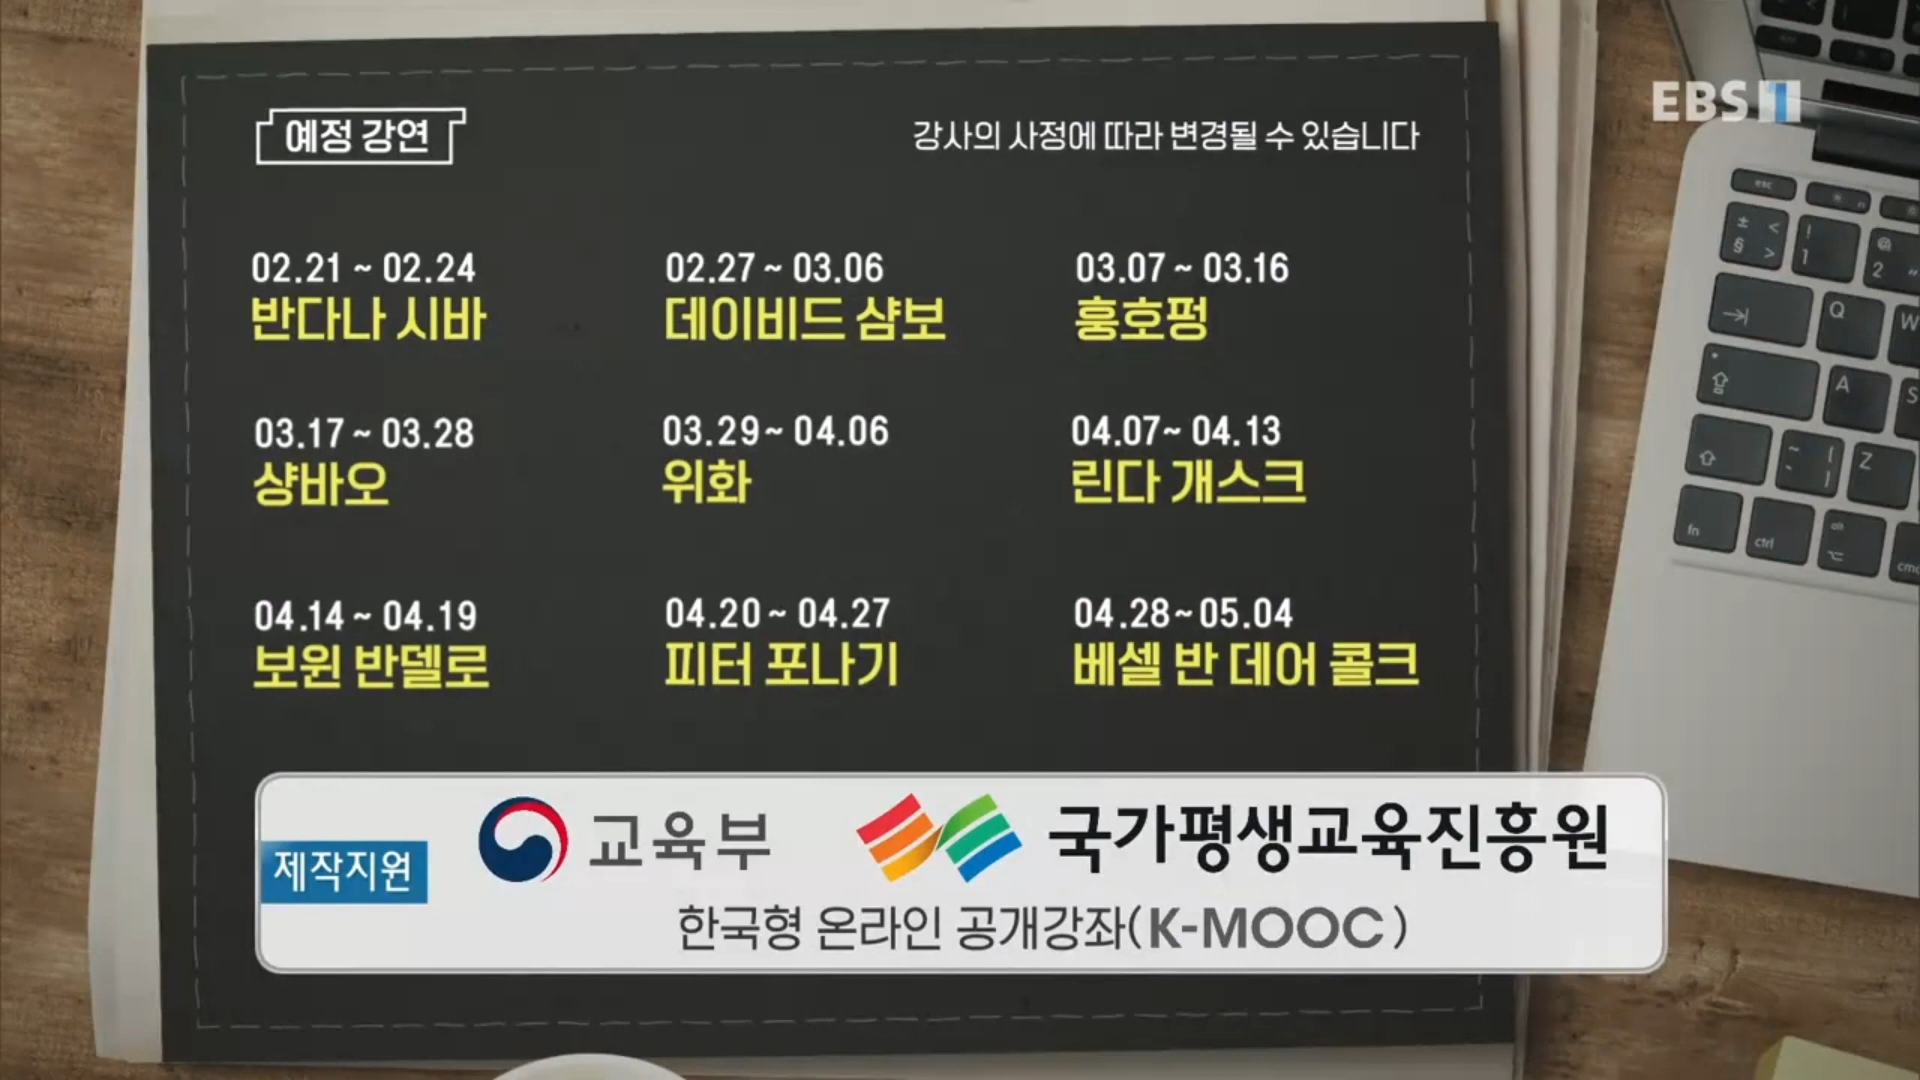 예정 강연
강사의 사정에 따라 변경될 수 있습니다
EBS 1
02.21 ~ 02.24
반다나 시바
02.27 ~ 03.06
데이비드 샴보
03.07 ~ 03.16
훙호펑
03.17 ~ 03.28
샹바오
03.29 ~ 04.06
위화
04.07 ~ 04.13
린다 개스크
04.14 ~ 04.19
보윈 반델로
04.20 ~ 04.27
피터 포나기
04.28 ~ 05.04
베셀 반 데어 콜크
제작지원
교육부
국가평생교육진흥원
한국형 온라인 공개강좌(K-MOOC)
esc
Q
W
A
S
Z
fn
ctrl
alt
cmd